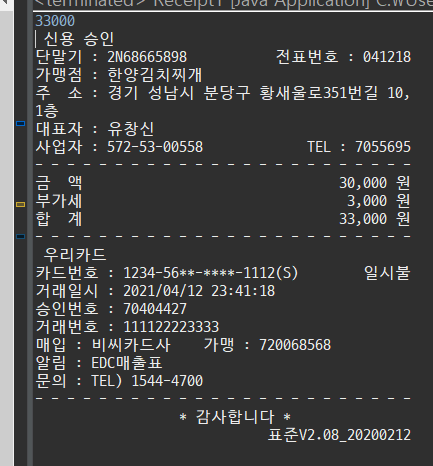 <terminated> Receipt1 [Java Application] C:\Use
33000
신용 승인
단말기 : 2N68665898 전표번호 : 041218
가맹점 : 한양김치찌개
주 소 : 경기 성남시 분당구 황새울로351번길 10,
1층
대표자 : 유창신
사업자 : 572-53-00558 TEL : 7055695
- - - - - - - - - - - - - - - - - - - - - - -
금 액 30,000 원
부가세 3,000 원
합 계 33,000 원
- - - - - - - - - - - - - - - - - - - - - - -
우리카드
카드번호 : 1234-56**-****-1112(S) 일시불
거래일시 : 2021/04/12 23:41:18
승인번호 : 70404427
거래번호 : 111122223333
매입 : 비씨카드사 가맹 : 720068568
알림 : EDC매출표
문의 : TEL) 1544-4700
- - - - - - - - - - - - - - - - - - - - - - -
* 감사합니다 *
표준V2.08_20200212